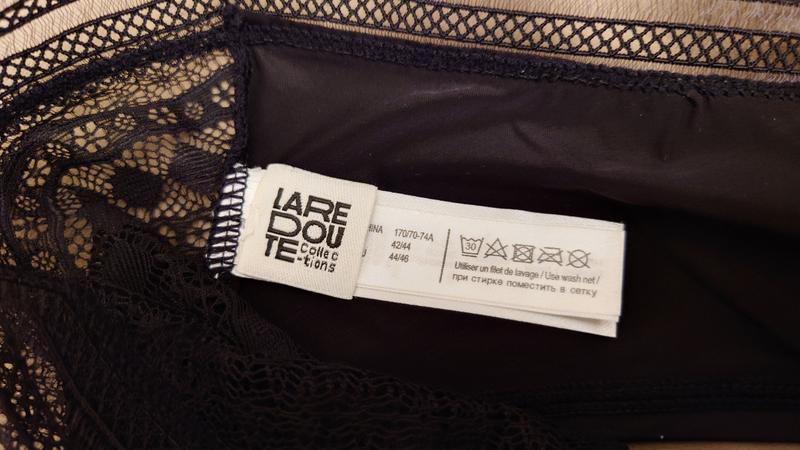 LA RE
DOU
TE Collec
-tions
170/70-74A
42/44
44/46
30
Utiliser un filet de lavage / Use wash net /
при стирке поместить в сетку